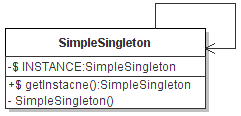 SimpleSingleton
-$ INSTANCE:SimpleSingleton
+$ getInstacne():SimpleSingleton
- SimpleSingleton()